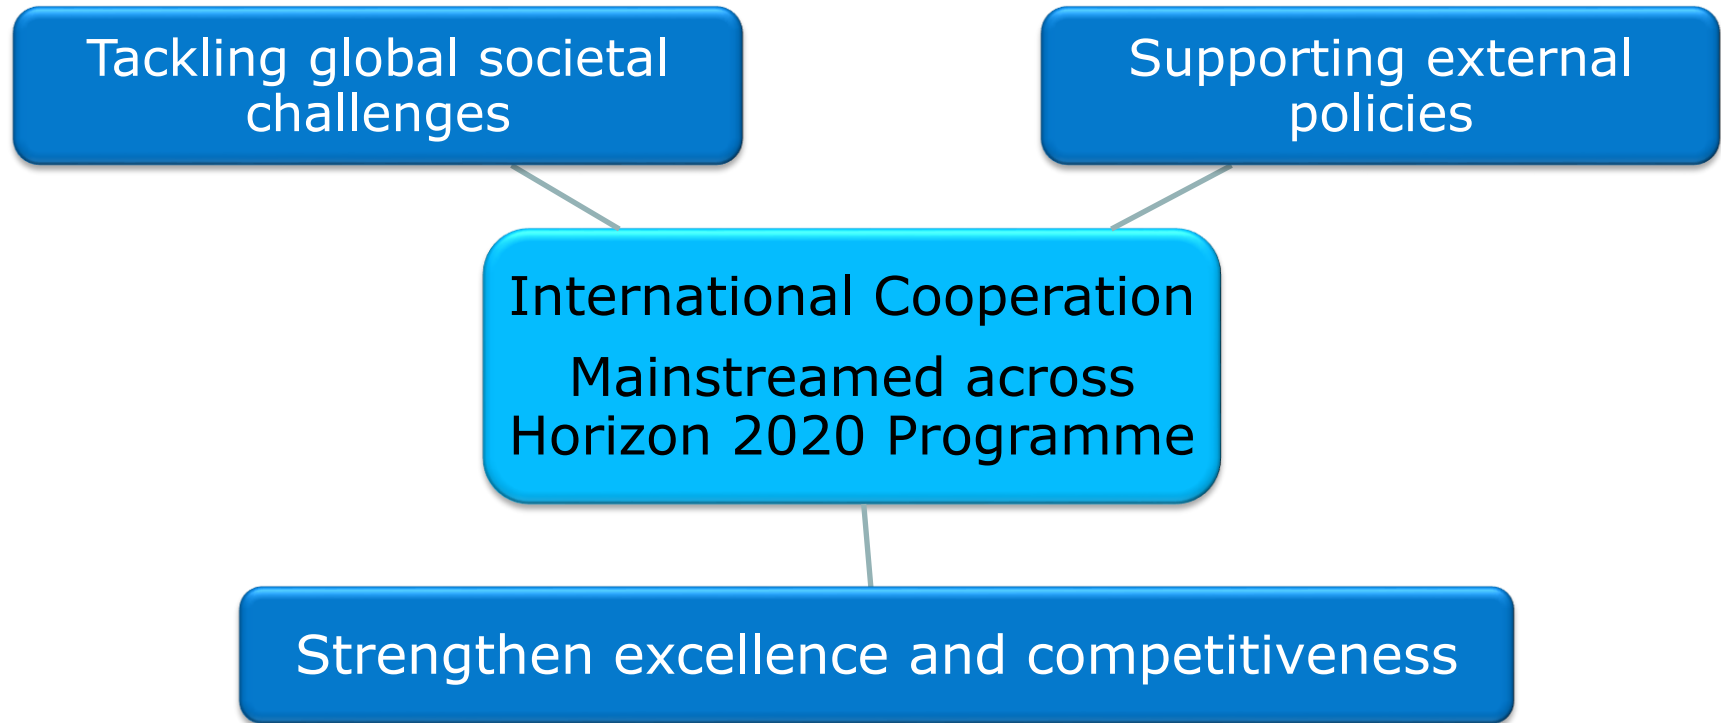 Tackling global societal
challenges
Supporting external
policies
International Cooperation
Mainstreamed across
Horizon 2020 Programme
Strengthen excellence and competitiveness